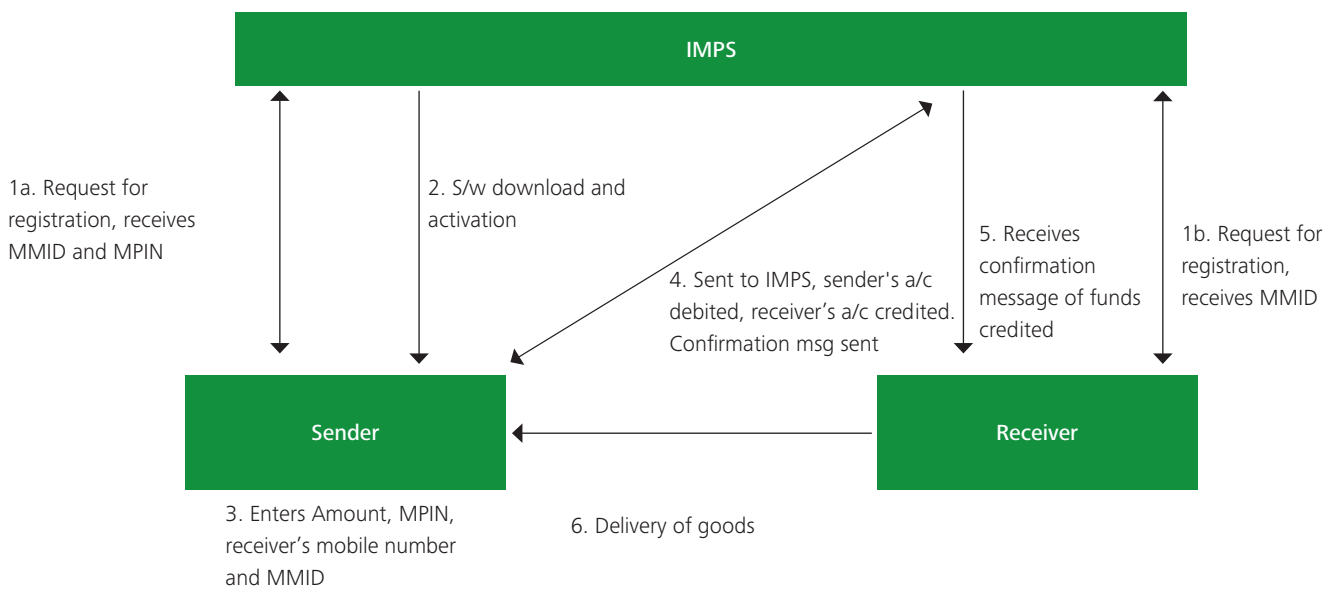 IMPS
1a. Request for
registration, receives
MMID and MPIN
2. S/w download and
activation
4. Sent to IMPS, sender's a/c
debited, receiver’s a/c credited.
Confirmation msg sent
5. Receives
confirmation
message of funds
credited
1b. Request for
registration,
receives MMID
Sender
Receiver
3. Enters Amount, MPIN,
receiver’s mobile number
and MMID
6. Delivery of goods